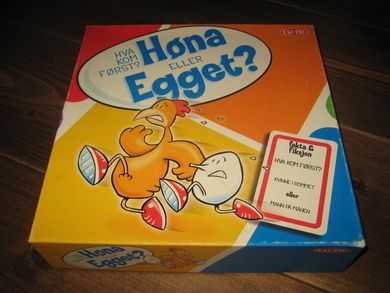 TACTIC
HVA
KOM
FØRST?
Høna
ELLER
Egget?
Fakta &
Fiksjon
HVA KOM FØRST?
KVINNE I ROMMET
eller
MANN PÅ MÅNEN
Høna
Egget?
TACTIC